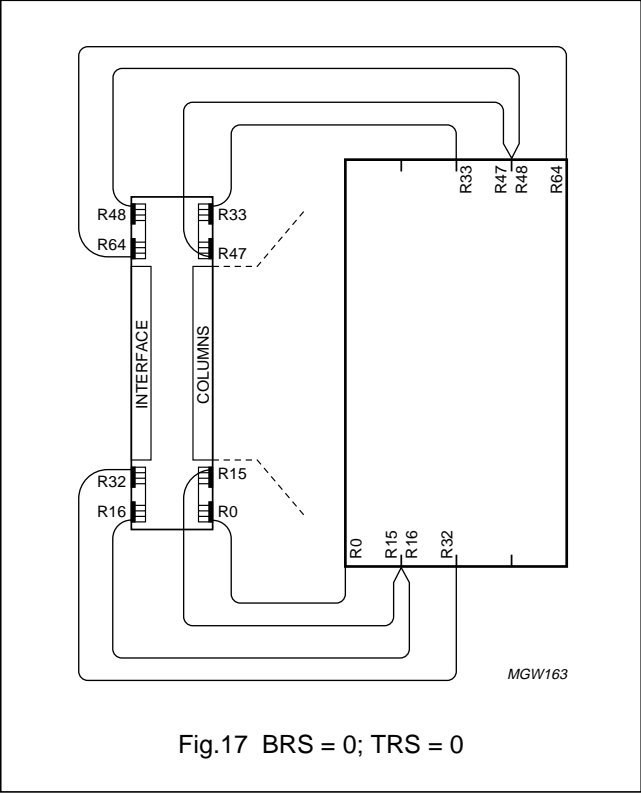 R33
R47
R48
R64
R48
R33
R64
R47
INTERFACE
COLUMNS
R32
R15
R16
R0
R0
R15
R16
R32
MGW163
Fig.17 BRS = 0; TRS = 0